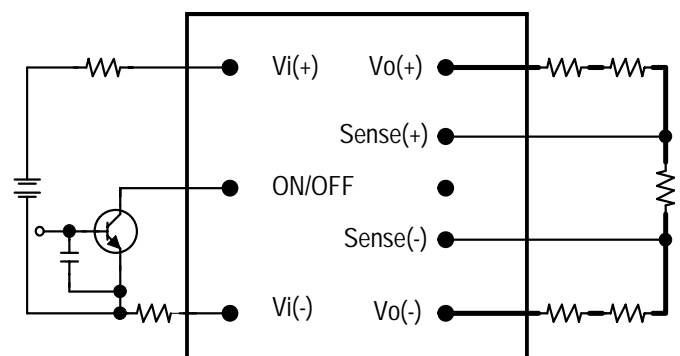 Vi(+) Vo(+)
Sense(+)
ON/OFF
Sense(-)
Vi(-) Vo(-)